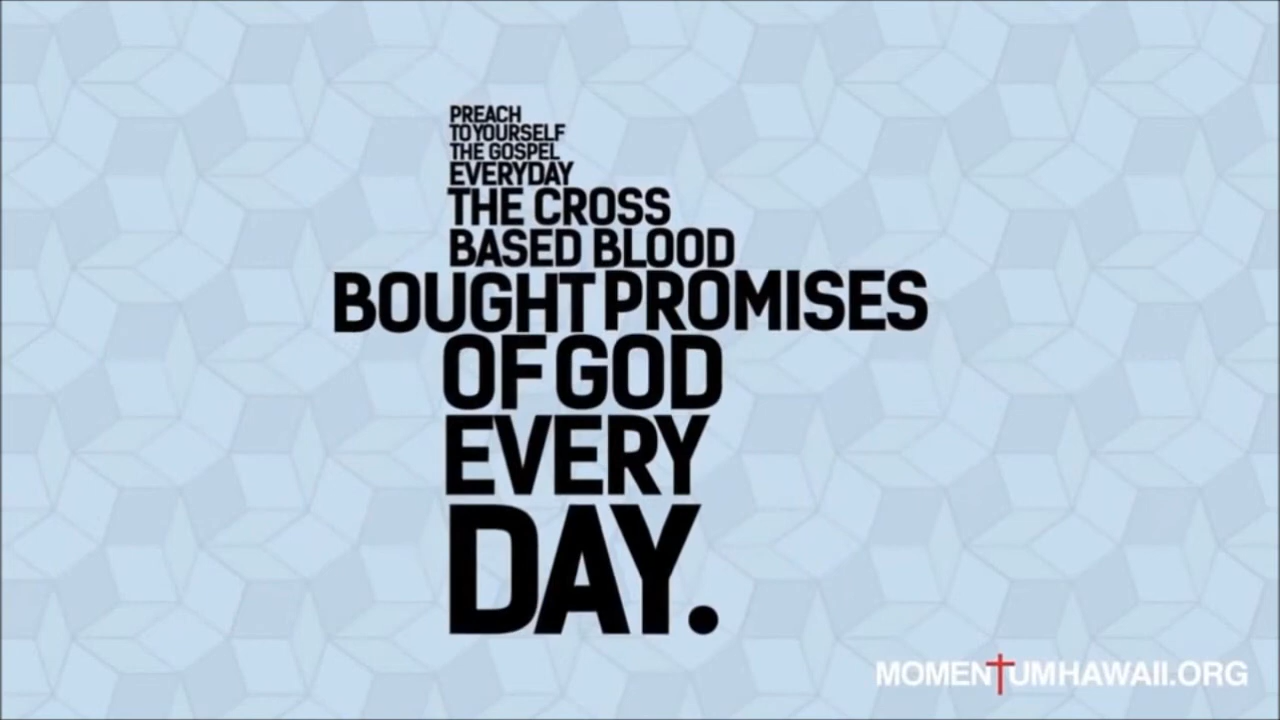 PREACH
TO YOURSELF
THE GOSPEL
EVERYDAY
THE CROSS
BASED BLOOD
BOUGHT PROMISES
OF GOD
EVERY
DAY.
MOMENTUMHAWAII.ORG